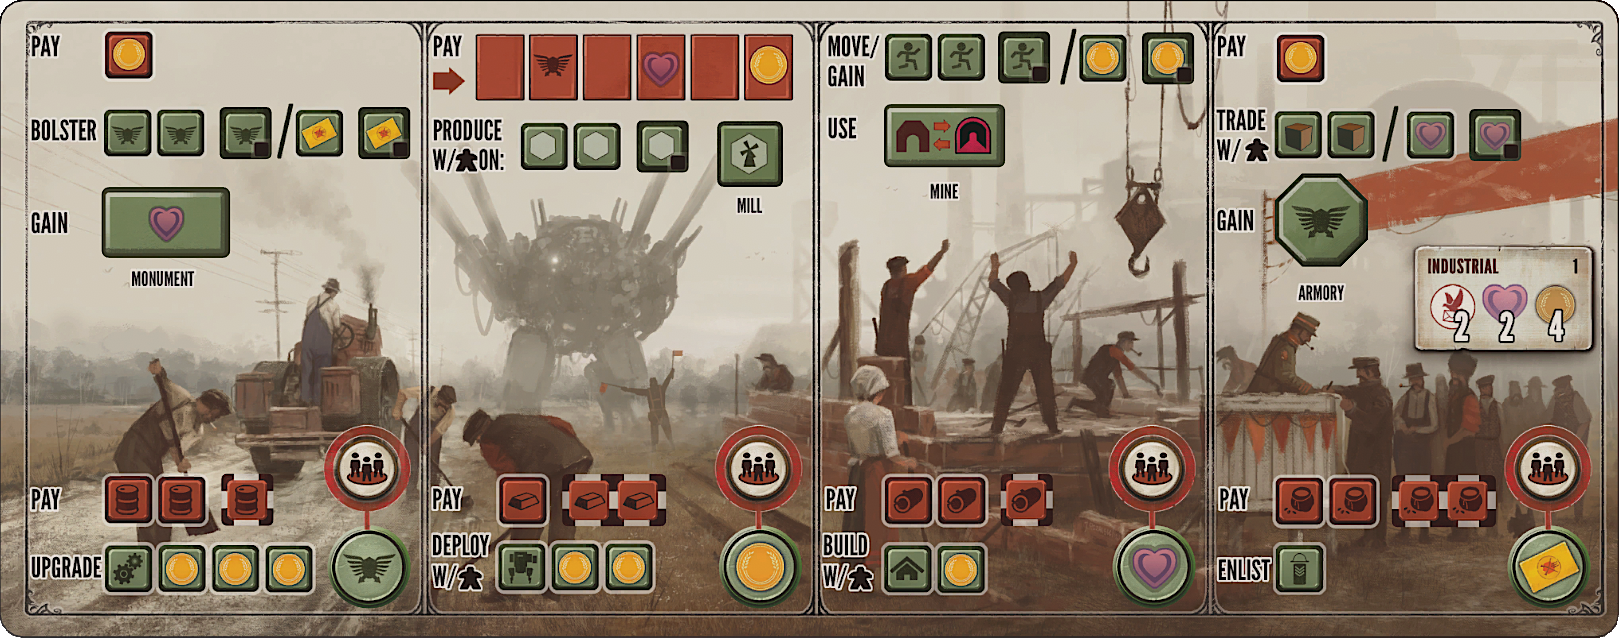 PAY
BOLSTER
GAIN
MONUMENT
PAY
UPGRADE
PAY
PRODUCE
W/ ON:
MILL
PAY
DEPLOY
W/
MOVE/
GAIN
/
USE
MINE
PAY
BUILD
W/
PAY
TRADE
W/
/
GAIN
ARMORY
INDUSTRIAL 1
2 2 4
PAY
ENLIST